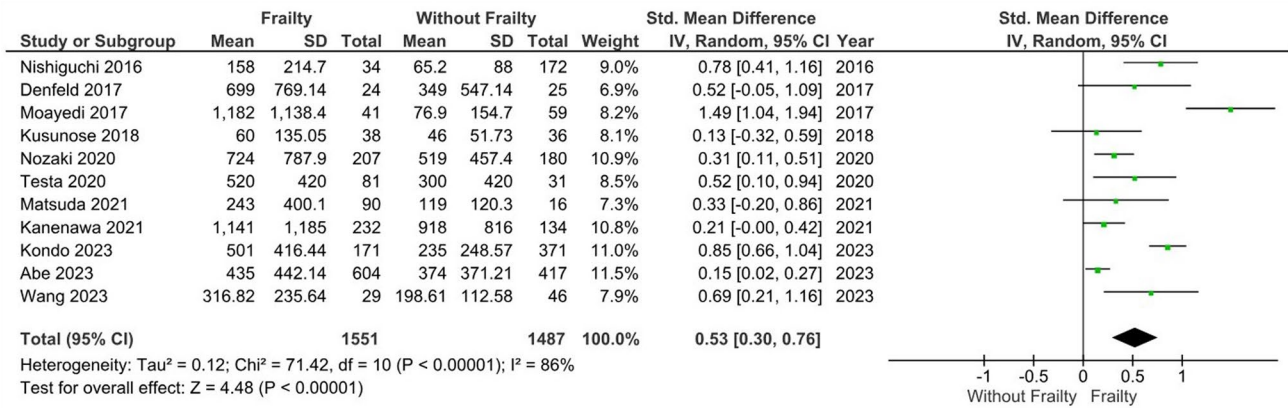 Frailty Without Frailty Std. Mean Difference Std. Mean Difference
Study or Subgroup Mean SD Total Mean SD Total Weight IV, Random, 95% CI Year IV, Random, 95% CI
Nishiguchi 2016 158 214.7 34 65.2 88 172 9.0% 0.78 [0.41, 1.16] 2016
Denfeld 2017 699 769.14 24 349 547.14 25 6.9% 0.52 [-0.05, 1.09] 2017
Moayedi 2017 1,182 1,138.4 41 76.9 154.7 59 8.2% 1.49 [1.04, 1.94] 2017
Kusunose 2018 60 135.05 38 46 51.73 36 8.1% 0.13 [-0.32, 0.59] 2018
Nozaki 2020 724 787.9 207 519 457.4 180 10.9% 0.31 [0.11, 0.51] 2020
Testa 2020 520 420 81 300 420 31 8.5% 0.52 [0.10, 0.94] 2020
Matsuda 2021 243 400.1 90 119 120.3 16 7.3% 0.33 [-0.20, 0.86] 2021
Kanenawa 2021 1,141 1,185 232 918 816 134 10.8% 0.21 [-0.00, 0.42] 2021
Kondo 2023 501 416.44 171 235 248.57 371 11.0% 0.85 [0.66, 1.04] 2023
Abe 2023 435 442.14 604 374 371.21 417 11.5% 0.15 [0.02, 0.27] 2023
Wang 2023 316.82 235.64 29 198.61 112.58 46 7.9% 0.69 [0.21, 1.16] 2023
Total (95% CI) 1551 1487 100.0% 0.53 [0.30, 0.76]
Heterogeneity: Tau² = 0.12; Chi² = 71.42, df = 10 (P < 0.00001); I² = 86%
Test for overall effect: Z = 4.48 (P < 0.00001)
-1 -0.5 0 0.5 1
Without Frailty Frailty